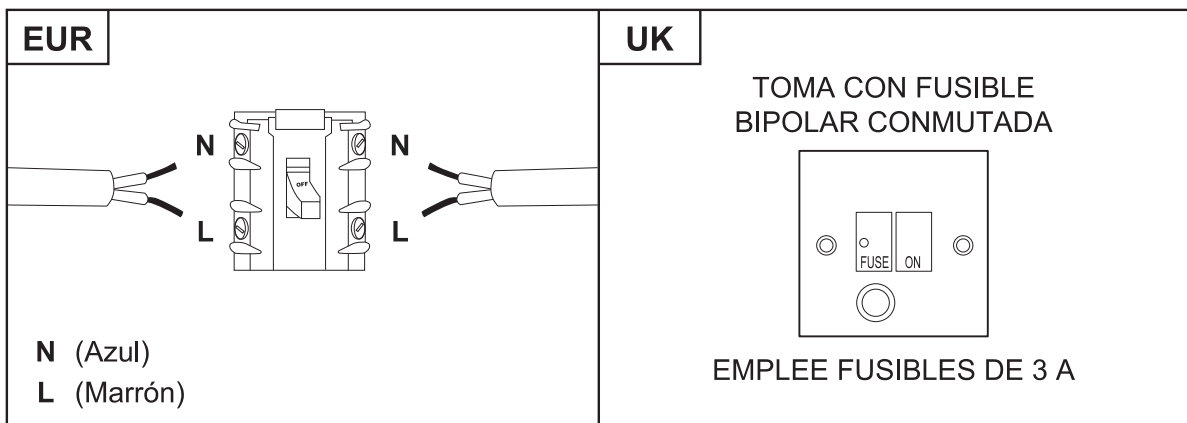 EUR
N
N
OFF
L
L
N (Azul)
L (Marrón)
UK
TOMA CON FUSIBLE
BIPOLAR CONMUTADA
FUSE ON
EMPLEE FUSIBLES DE 3 A